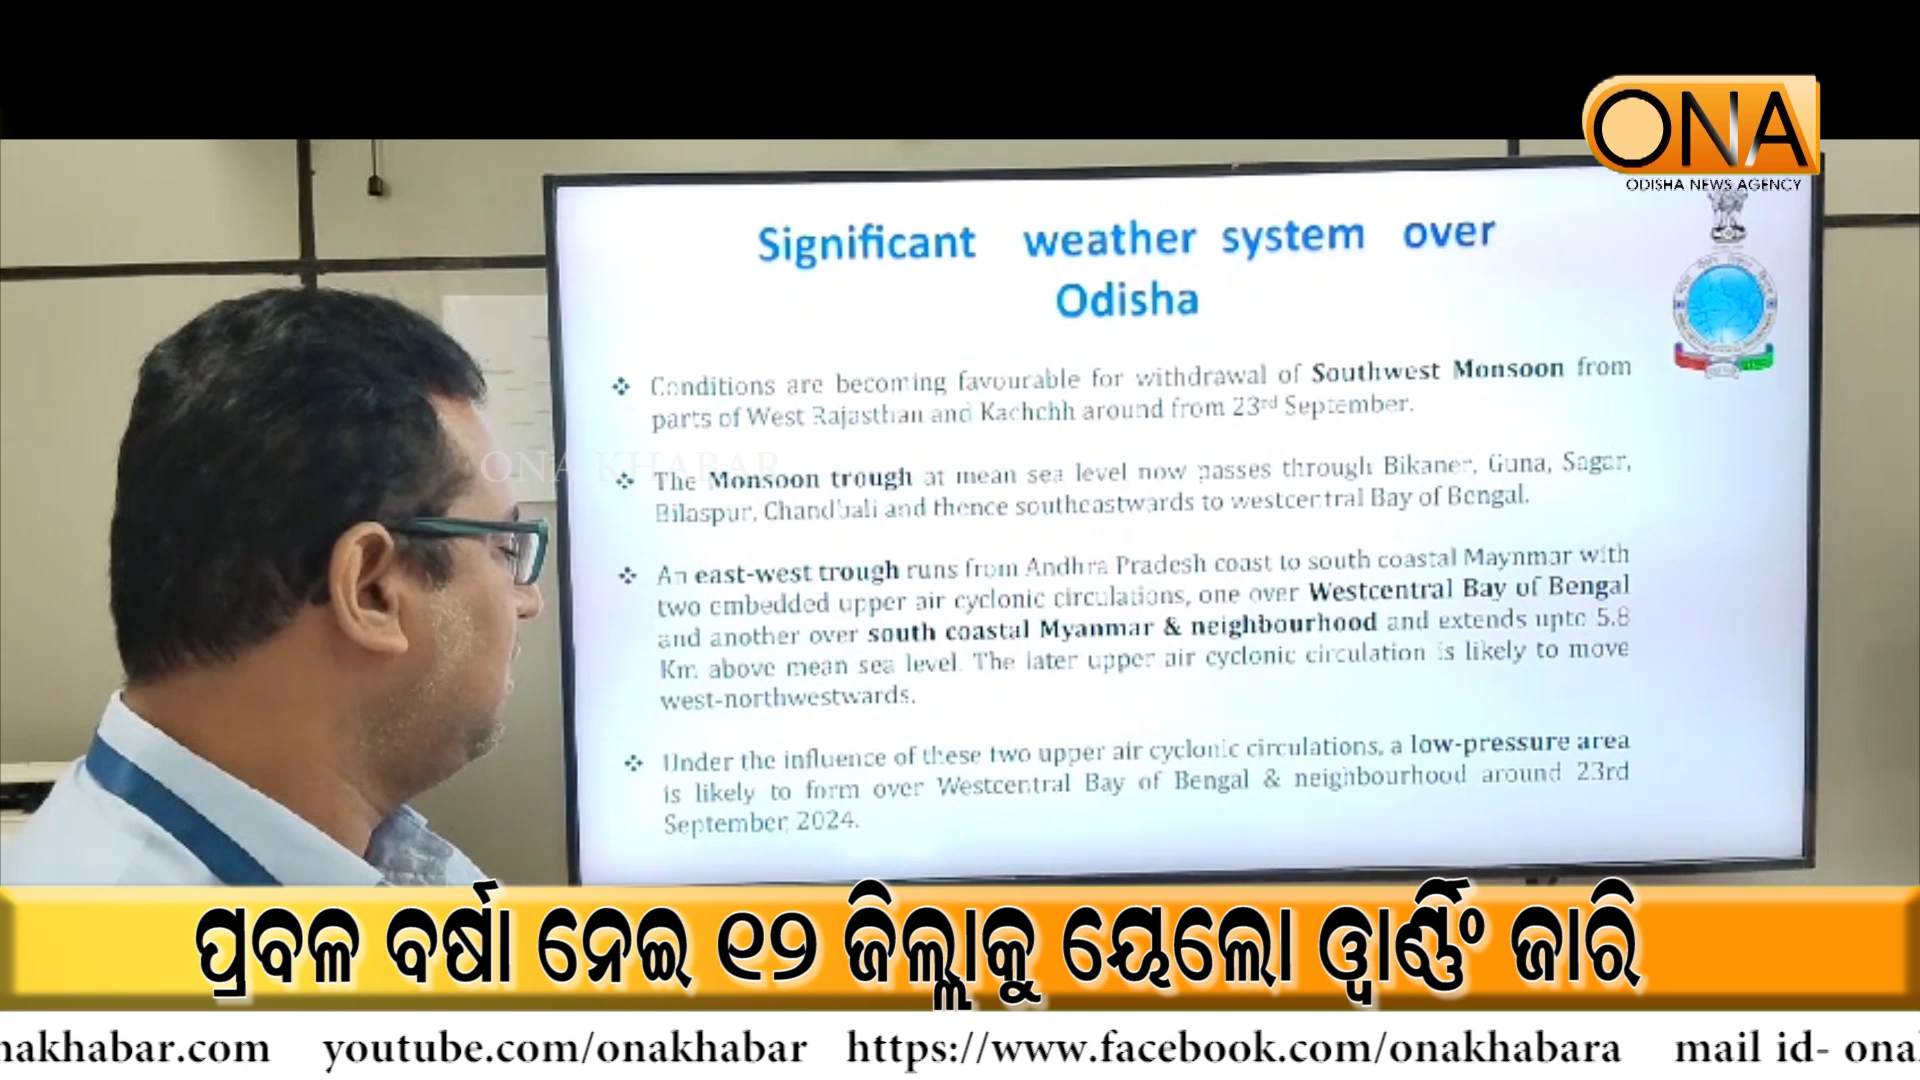 ONA
ODISHA NEWS AGENCY
Significant weather system over
Odisha
❖ Conditions are becoming favourable for withdrawal of Southwest Monsoon from
parts of West Rajasthan and Kachchh around from 23rd September.
ONA KHABAR
❖ The Monsoon trough at mean sea level now passes through Bikaner, Guna, Sagar,
Bilaspur, Chandbali and thence southeastwards to westcentral Bay of Bengal.
❖ An east-west trough runs from Andhra Pradesh coast to south coastal Maynmar with
two embedded upper air cyclonic circulations, one over Westcentral Bay of Bengal
and another over south coastal Myanmar & neighbourhood and extends upto 5.8
Km above mean sea level. The later upper air cyclonic circulation is likely to move
west-northwestwards.
❖ Under the influence of these two upper air cyclonic circulations, a low-pressure area
is likely to form over Westcentral Bay of Bengal & neighbourhood around 23rd
September, 2024.
ପ୍ରବଳ ବର୍ଷା ନେଇ ୧୨ ଜିଲ୍ଲାକୁ ୟେଲୋ ୱାର୍ଣ୍ଣିଂ ଜାରି
nakhabar.com youtube.com/onakhabar https://www.facebook.com/onakhabara mail id- ona